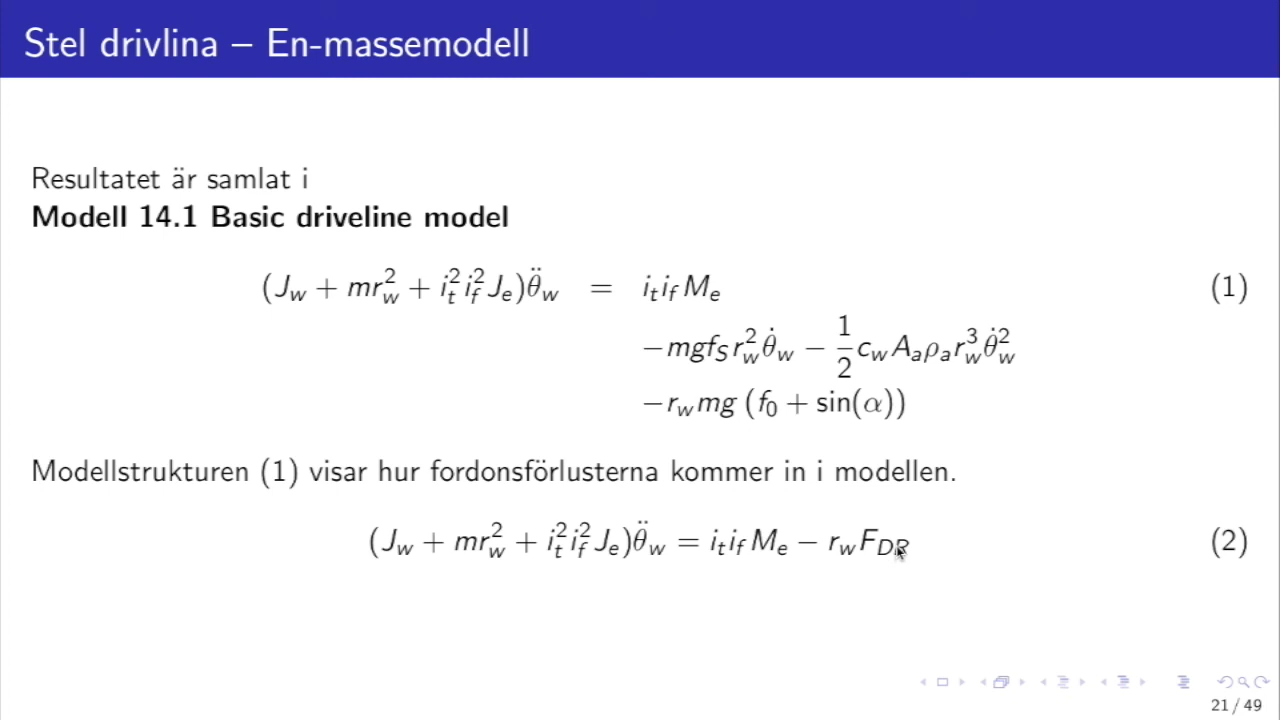 Stel drivlina – En-massemodell
Resultatet är samlat i
Modell 14.1 Basic driveline model
(J_w + mr_w^2 + i_t^2 i_f^2 J_e)θ̈_w = i_t i_f M_e (1)
−mgf_S r_w^2 θ̇_w − 1/2 c_w A_a ρ_a r_w^3 θ̇_w^2
−r_w mg (f_0 + sin(α))
Modellstrukturen (1) visar hur fordonsförlusterna kommer in i modellen.
(J_w + mr_w^2 + i_t^2 i_f^2 J_e)θ̈_w = i_t i_f M_e − r_w F_DR (2)
21 / 49